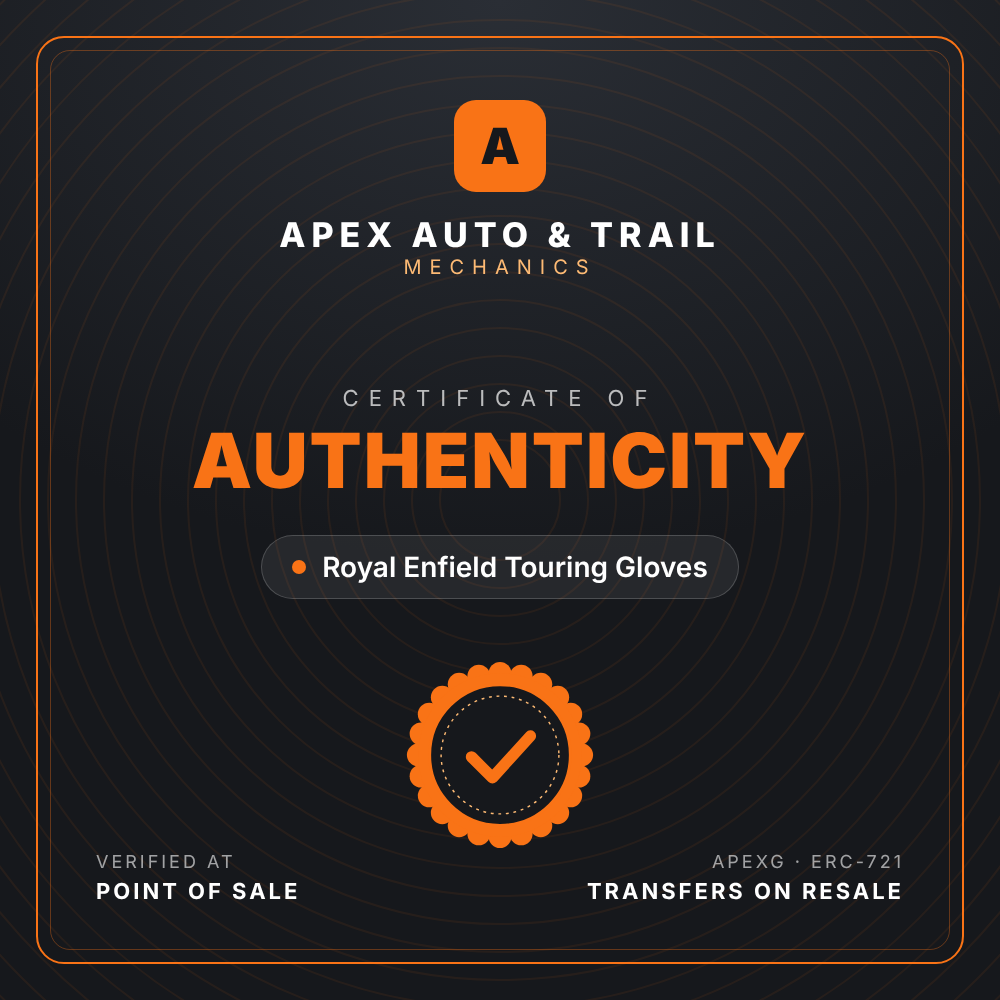 A
APEX AUTO & TRAIL
MECHANICS
CERTIFICATE OF
AUTHENTICITY
Royal Enfield Touring Gloves
VERIFIED AT
POINT OF SALE
APEXG · ERC-721
TRANSFERS ON RESALE